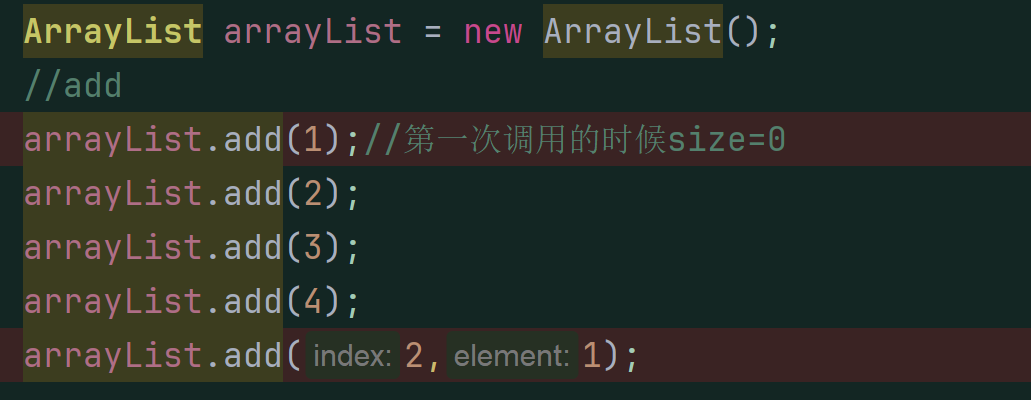 ArrayList arrayList = new ArrayList();
//add
arrayList.add(1);//第一次调用的时候size=0
arrayList.add(2);
arrayList.add(3);
arrayList.add(4);
arrayList.add( index: 2, element: 1);